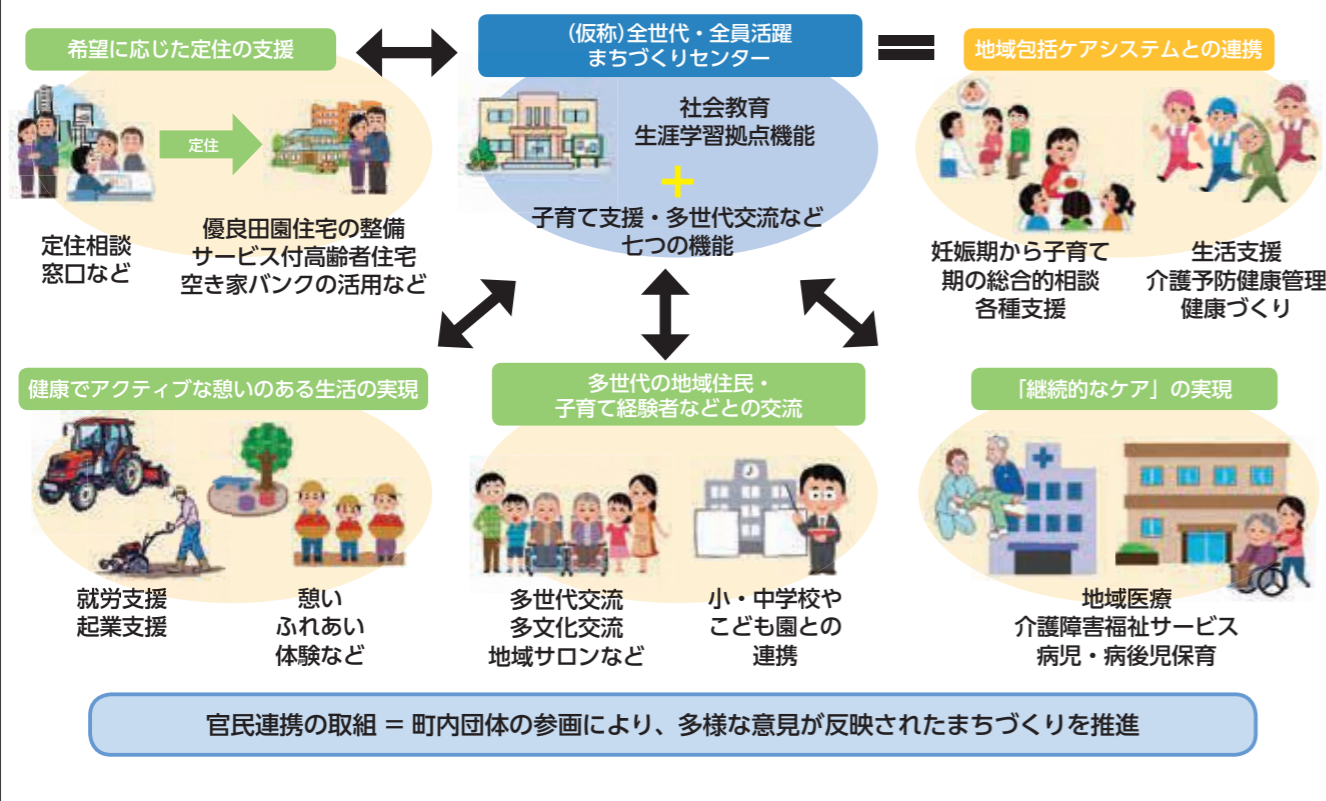 希望に応じた定住の支援
定住
定住相談
窓口など
優良田園住宅の整備
サービス付高齢者住宅
空き家バンクの活用など
(仮称)全世代・全員活躍
まちづくりセンター
社会教育
生涯学習拠点機能
+
子育て支援・多世代交流など
七つの機能
=
地域包括ケアシステムとの連携
妊娠期から子育て
期の総合的相談
各種支援
生活支援
介護予防健康管理
健康づくり
健康でアクティブな憩いのある生活の実現
就労支援
起業支援
憩い
ふれあい
体験など
多世代の地域住民・
子育て経験者などとの交流
多世代交流
多文化交流
地域サロンなど
小・中学校や
こども園との
連携
「継続的なケア」の実現
地域医療
介護障害福祉サービス
病児・病後児保育
官民連携の取組 = 町内団体の参画により、多様な意見が反映されたまちづくりを推進